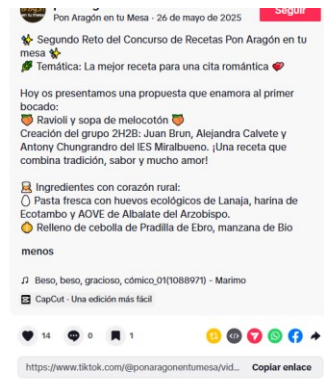 Pon Aragón en tu Mesa · 26 de mayo de 2025
Seguir
✨ Segundo Reto del Concurso de Recetas Pon Aragón en tu
mesa ✨
🌶️ Temática: La mejor receta para una cita romántica 💘
Hoy os presentamos una propuesta que enamora al primer
bocado:
🍑 Ravioli y sopa de melocotón 🍑
Creación del grupo 2H2B: Juan Brun, Alejandra Calvete y
Antony Chungrandro del IES Miralbueno. ¡Una receta que
combina tradición, sabor y mucho amor!
👩‍🍳 Ingredientes con corazón rural:
🥚 Pasta fresca con huevos ecológicos de Lanaja, harina de
Ecotambo y AOVE de Albalate del Arzobispo.
🧅 Relleno de cebolla de Pradilla de Ebro, manzana de Bio
menos
♫ Beso, beso, gracioso, cómico_01(1088971) - Marimo
CapCut · Una edición más fácil
14
0
1
https://www.tiktok.com/@ponaragonentumesa/vid...
Copiar enlace